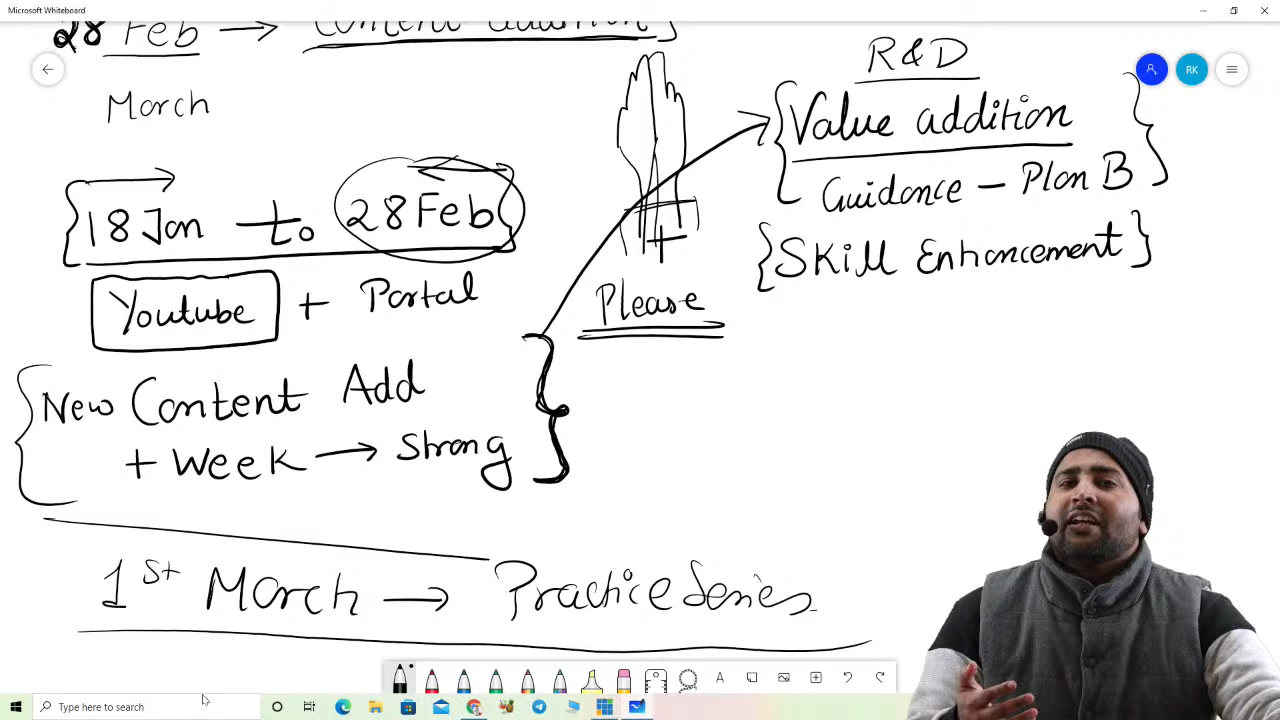 Microsoft Whiteboard
28 Feb → Content addition}
March
18 Jan to 28 Feb
Youtube + Portal
New Content Add
+ Week → Strong
1st March → Practice Series
+
Please
R&D
Value addition
Guidance – Plan B
{Skill Enhancement}
RK
A
Type here to search